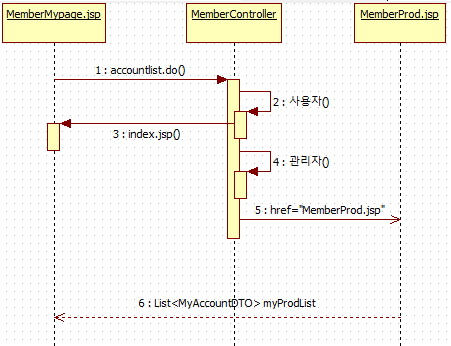 MemberMypage.jsp
MemberController
MemberProd.jsp
1 : accountlist.do()
2 : 사용자()
3 : index.jsp()
4 : 관리자()
5 : href="MemberProd.jsp"
6 : List<MyAccountDTO> myProdList